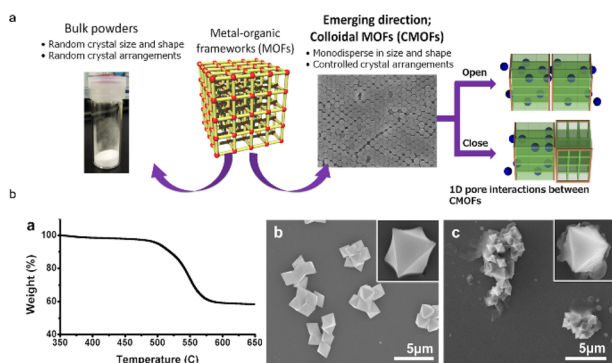 a
Bulk powders
• Random crystal size and shape
• Random crystal arrangements
Metal-organic
frameworks (MOFs)
Emerging direction;
Colloidal MOFs (CMOFs)
• Monodisperse in size and shape
• Controlled crystal arrangements
Open
Close
1D pore interactions between
CMOFs
b
a
Weight (%)
100
80
60
40
350 400 450 500 550 600 650
Temperature (C)
b
5μm
c
5μm